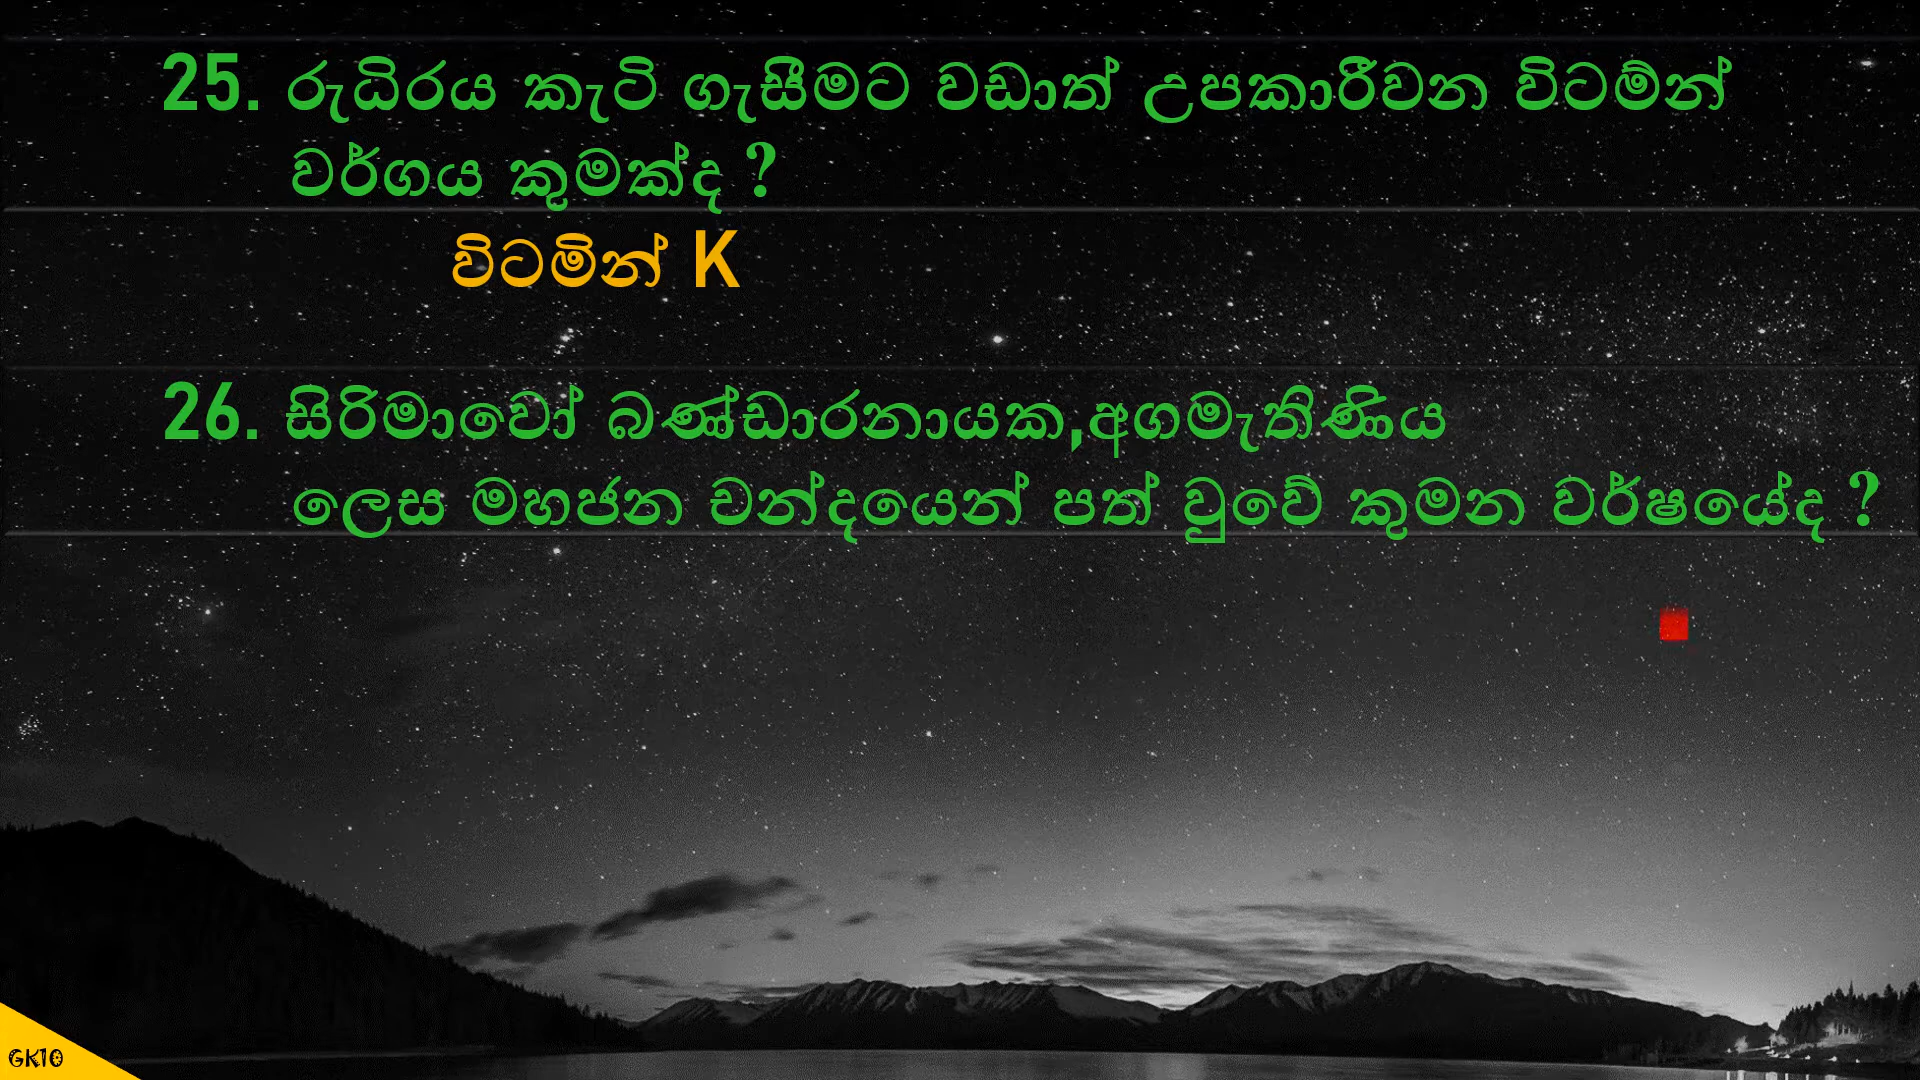 25. රුධිරය කැටි ගැසීමට වඩාත් උපකාරීවන විටම්න්
වර්ගය කුමක්ද ?
විටමින් K
26. සිරිමාවෝ බණ්ඩාරනායක,අගමැතිණිය
ලෙස මහජන චන්දයෙන් පත් වූවේ කුමන වර්ෂයේද ?
GK10